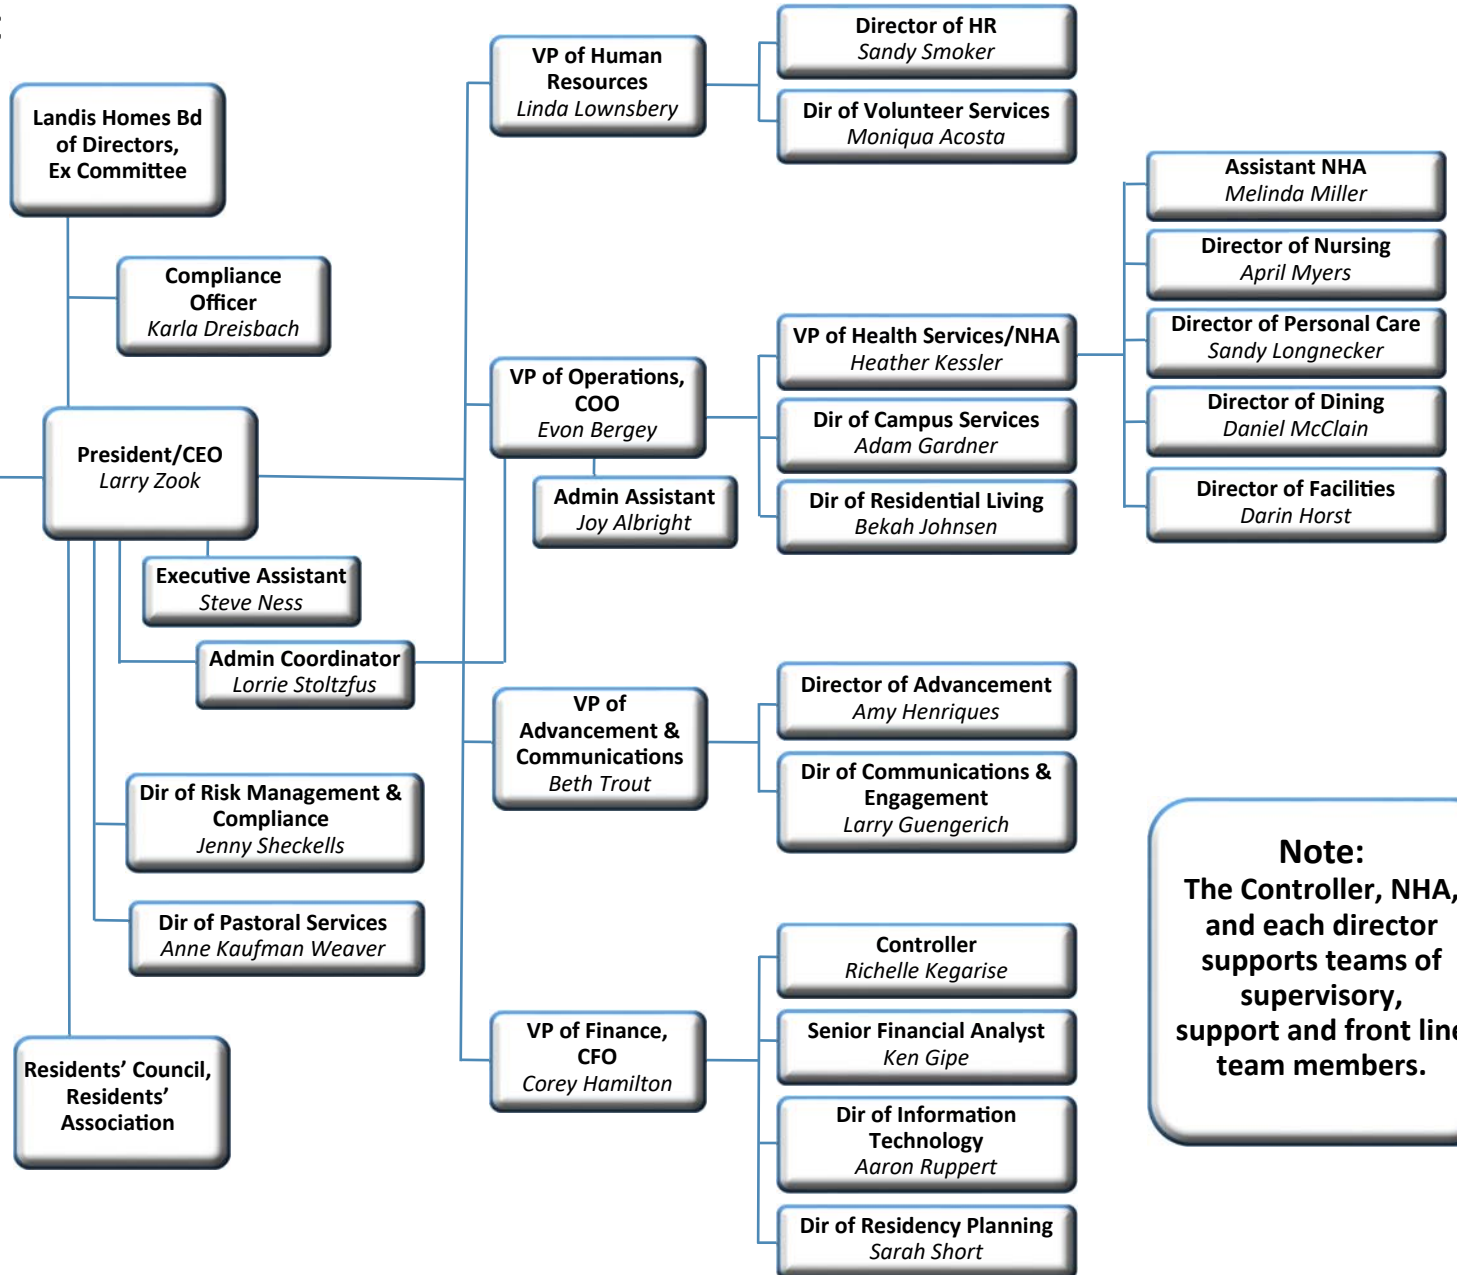 Landis Homes Bd
of Directors,
Ex Committee
Compliance
Officer
Karla Dreisbach
President/CEO
Larry Zook
Executive Assistant
Steve Ness
Admin Coordinator
Lorrie Stoltzfus
Dir of Risk Management &
Compliance
Jenny Sheckells
Dir of Pastoral Services
Anne Kaufman Weaver
Residents’ Council,
Residents’
Association
VP of Human
Resources
Linda Lownsbery
Director of HR
Sandy Smoker
Dir of Volunteer Services
Moniqua Acosta
VP of Operations,
COO
Evon Bergey
Admin Assistant
Joy Albright
VP of Health Services/NHA
Heather Kessler
Dir of Campus Services
Adam Gardner
Dir of Residential Living
Bekah Johnsen
Assistant NHA
Melinda Miller
Director of Nursing
April Myers
Director of Personal Care
Sandy Longnecker
Director of Dining
Daniel McClain
Director of Facilities
Darin Horst
VP of
Advancement &
Communications
Beth Trout
Director of Advancement
Amy Henriques
Dir of Communications &
Engagement
Larry Guengerich
VP of Finance,
CFO
Corey Hamilton
Controller
Richelle Kegarise
Senior Financial Analyst
Ken Gipe
Dir of Information
Technology
Aaron Ruppert
Dir of Residency Planning
Sarah Short
Note:
The Controller, NHA,
and each director
supports teams of
supervisory,
support and front line
team members.